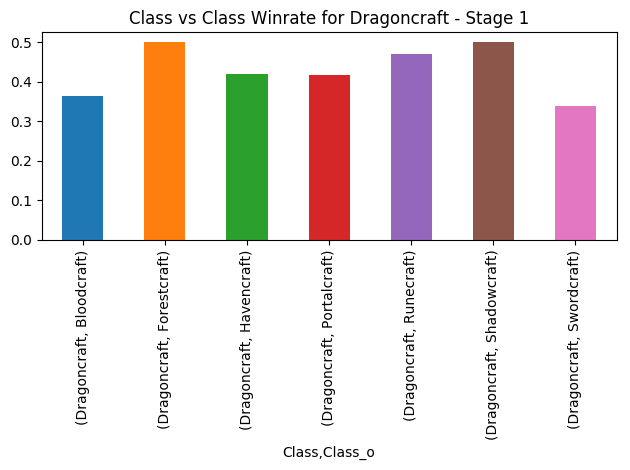 Class vs Class Winrate for Dragoncraft - Stage 1
0.5
0.4
0.3
0.2
0.1
0.0
(Dragoncraft, Bloodcraft)
(Dragoncraft, Forestcraft)
(Dragoncraft, Havencraft)
(Dragoncraft, Portalcraft)
(Dragoncraft, Runecraft)
(Dragoncraft, Shadowcraft)
(Dragoncraft, Swordcraft)
Class,Class_o